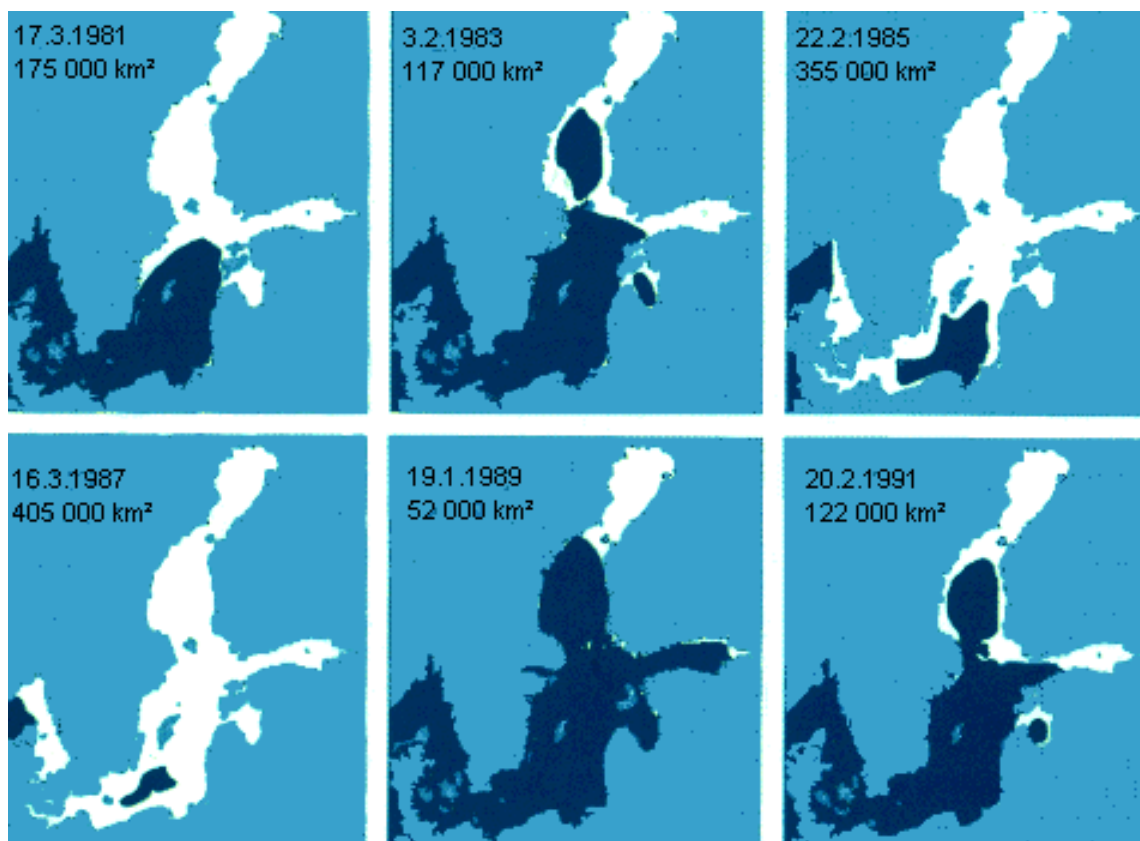 17.3.1981
175 000 km²
3.2.1983
117 000 km²
22.2.1985
355 000 km²
16.3.1987
405 000 km²
19.1.1989
52 000 km²
20.2.1991
122 000 km²